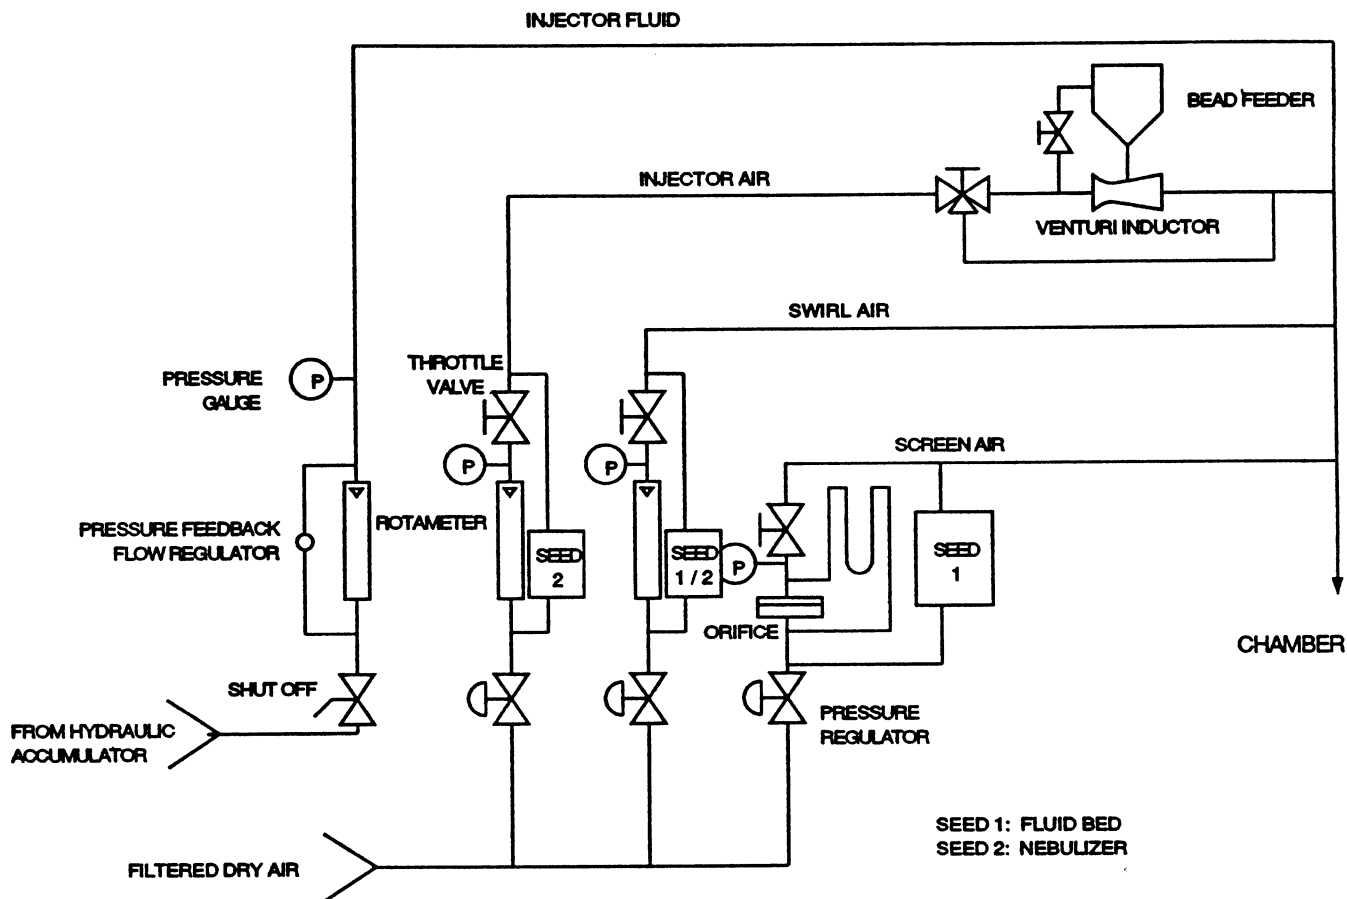 INJECTOR FLUID
BEAD FEEDER
INJECTOR AIR
VENTURI INDUCTOR
SWIRL AIR
THROTTLE
VALVE
PRESSURE
GAUGE
P
P
P
SCREEN AIR
PRESSURE FEEDBACK
FLOW REGULATOR
ROTAMETER
SEED
2
SEED
1 / 2
P
SEED
1
ORIFICE
CHAMBER
SHUT OFF
FROM HYDRAULIC
ACCUMULATOR
PRESSURE
REGULATOR
SEED 1: FLUID BED
SEED 2: NEBULIZER
FILTERED DRY AIR